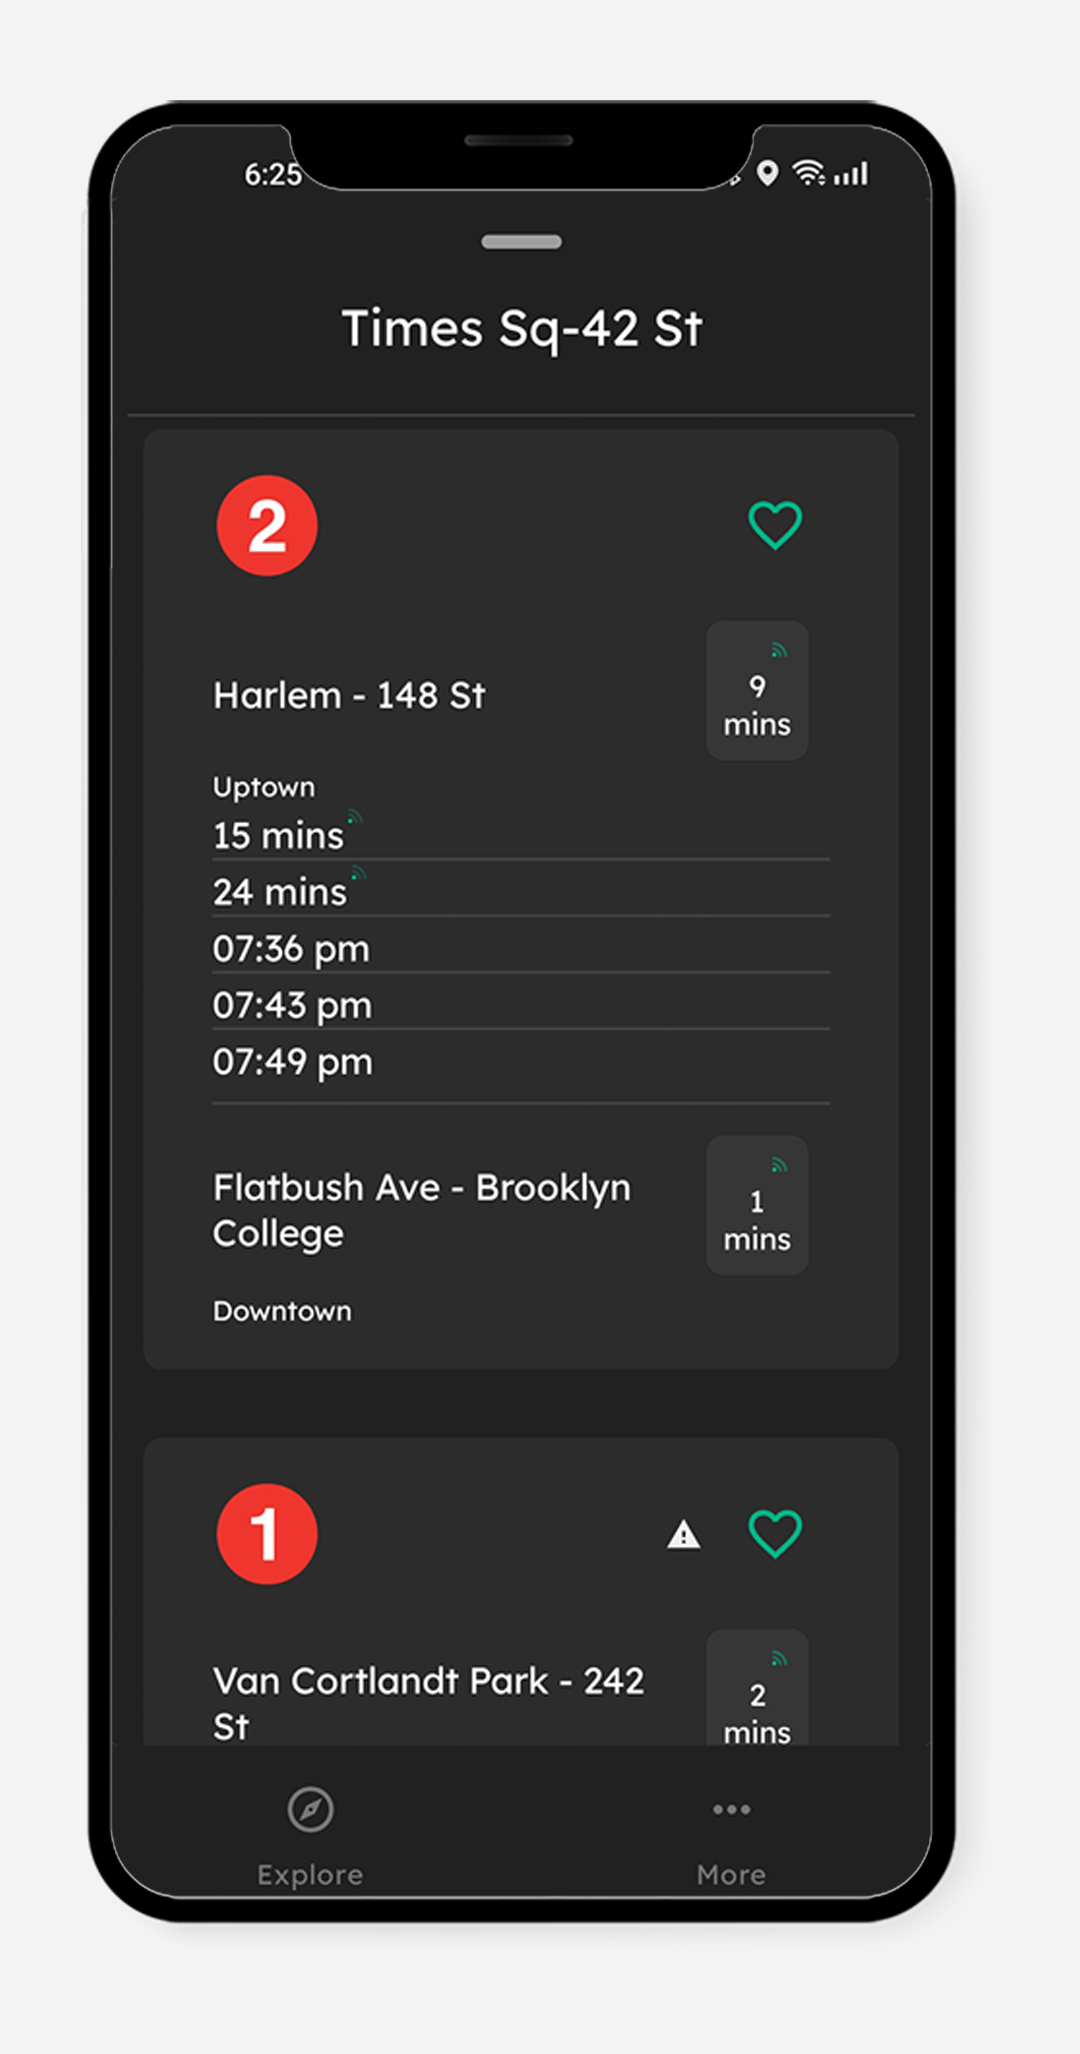 6:25
Times Sq-42 St
2
Harlem - 148 St
9
mins
Uptown
15 mins
24 mins
07:36 pm
07:43 pm
07:49 pm
Flatbush Ave - Brooklyn
College
1
mins
Downtown
1
Van Cortlandt Park - 242
St
2
mins
Explore
More